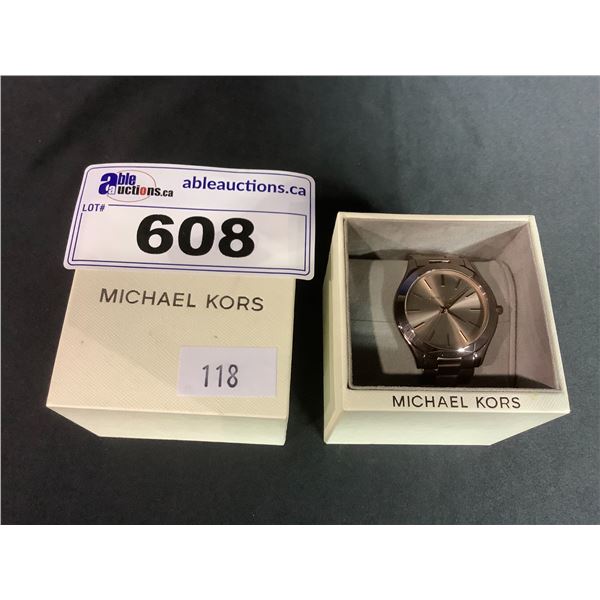 able auctions.ca
ableauctions.ca
LOT#
608
MICHAEL KORS
118
MICHAEL KORS